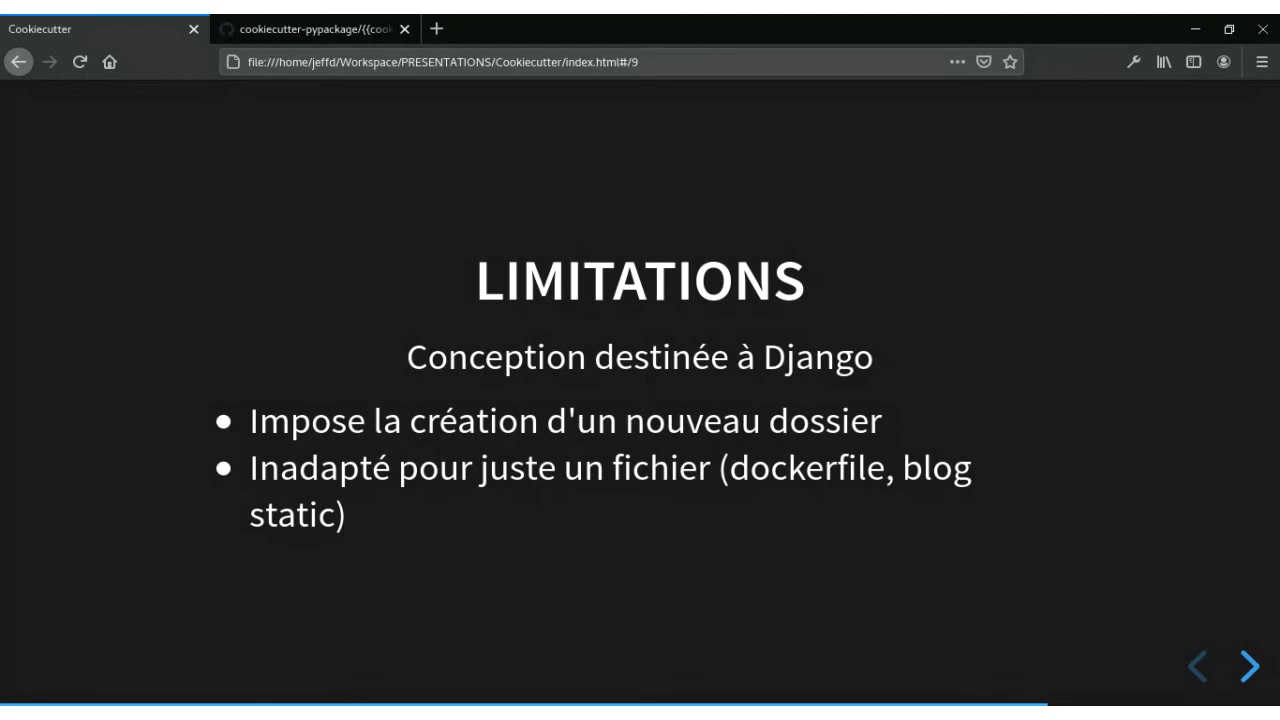 Cookiecutter
cookiecutter-pypackage/{{cool
file:///home/jeffd/Workspace/PRESENTATIONS/Cookiecutter/index.html#/9
LIMITATIONS
Conception destinée à Django
Impose la création d'un nouveau dossier
Inadapté pour juste un fichier (dockerfile, blog
static)